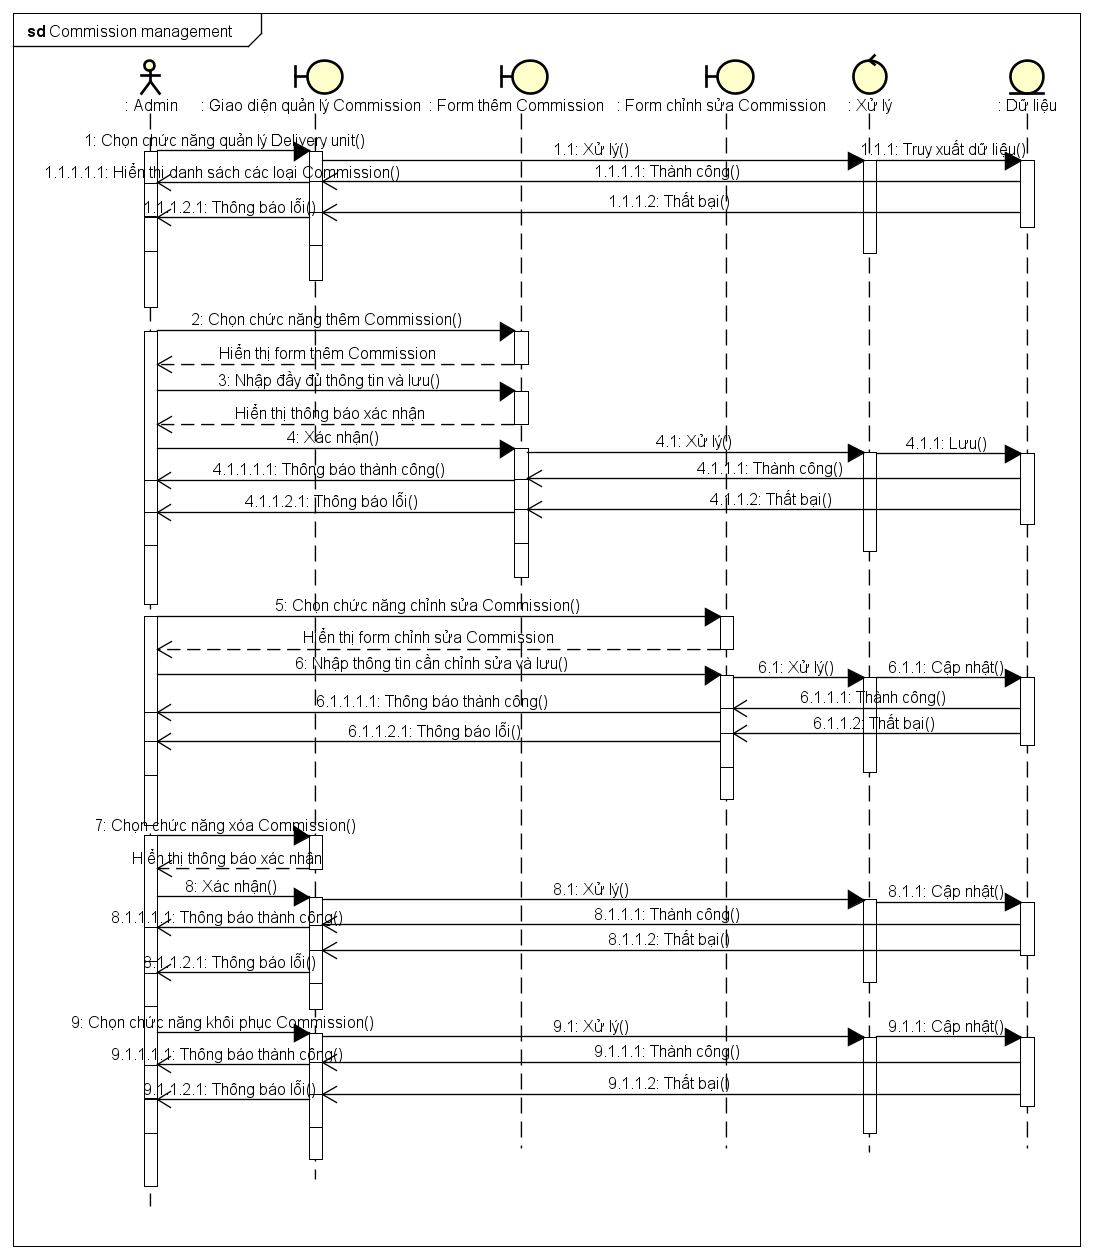 sd Commission management
: Admin
: Giao diện quản lý Commission
: Form thêm Commission
: Form chỉnh sửa Commission
: Xử lý
: Dữ liệu
1: Chọn chức năng quản lý Delivery unit()
1.1: Xử lý()
1.1.1: Truy xuất dữ liệu()
1.1.1.1.1: Hiển thị danh sách các loại Commission()
1.1.1.1: Thành công()
1.1.1.2.1: Thông báo lỗi()
1.1.1.2: Thất bại()
2: Chọn chức năng thêm Commission()
Hiển thị form thêm Commission
3: Nhập đầy đủ thông tin và lưu()
Hiển thị thông báo xác nhận
4: Xác nhận()
4.1: Xử lý()
4.1.1: Lưu()
4.1.1.1.1: Thông báo thành công()
4.1.1.1: Thành công()
4.1.1.2.1: Thông báo lỗi()
4.1.1.2: Thất bại()
5: Chọn chức năng chỉnh sửa Commission()
Hiển thị form chỉnh sửa Commission
6: Nhập thông tin cần chỉnh sửa và lưu()
6.1: Xử lý()
6.1.1: Cập nhật()
6.1.1.1.1: Thông báo thành công()
6.1.1.1: Thành công()
6.1.1.2.1: Thông báo lỗi()
6.1.1.2: Thất bại()
7: Chọn chức năng xóa Commission()
Hiển thị thông báo xác nhận
8: Xác nhận()
8.1: Xử lý()
8.1.1: Cập nhật()
8.1.1.1.1: Thông báo thành công()
8.1.1.1: Thành công()
8.1.1.2.1: Thông báo lỗi()
8.1.1.2: Thất bại()
9: Chọn chức năng khôi phục Commission()
9.1: Xử lý()
9.1.1: Cập nhật()
9.1.1.1.1: Thông báo thành công()
9.1.1.1: Thành công()
9.1.1.2.1: Thông báo lỗi()
9.1.1.2: Thất bại()